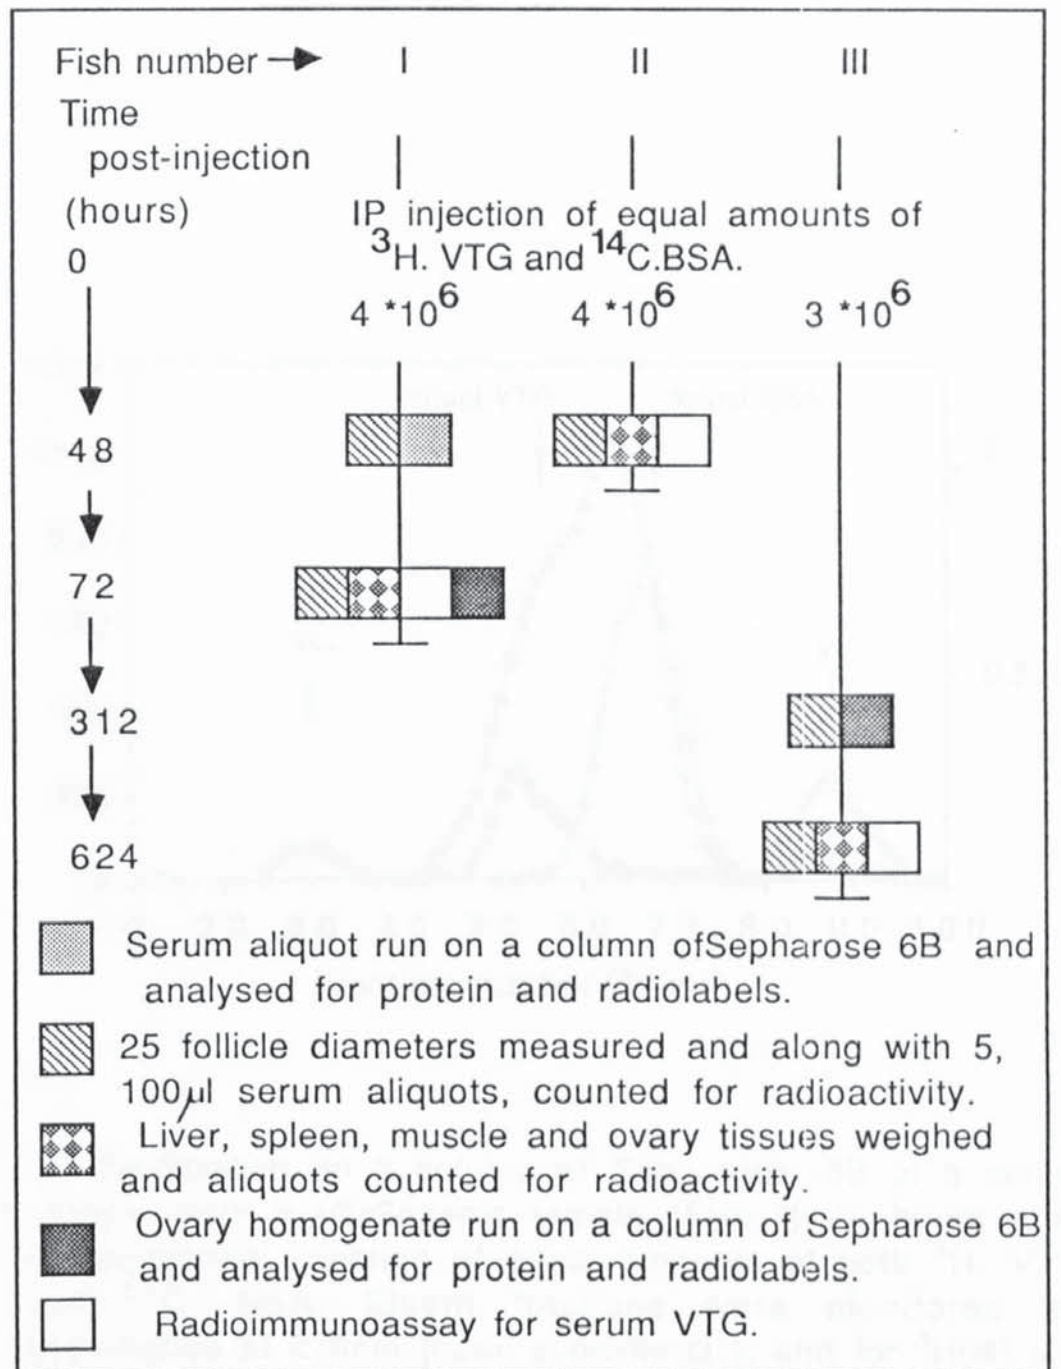 Fish number I II III
Time
post-injection
(hours)
IP injection of equal amounts of
0
3H. VTG and 14C.BSA.
4 *10^6 4 *10^6 3 *10^6
48
72
312
624
Serum aliquot run on a column ofSepharose 6B and
analysed for protein and radiolabels.
25 follicle diameters measured and along with 5,
100µl serum aliquots, counted for radioactivity.
Liver, spleen, muscle and ovary tissues weighed
and aliquots counted for radioactivity.
Ovary homogenate run on a column of Sepharose 6B
and analysed for protein and radiolabels.
Radioimmunoassay for serum VTG.